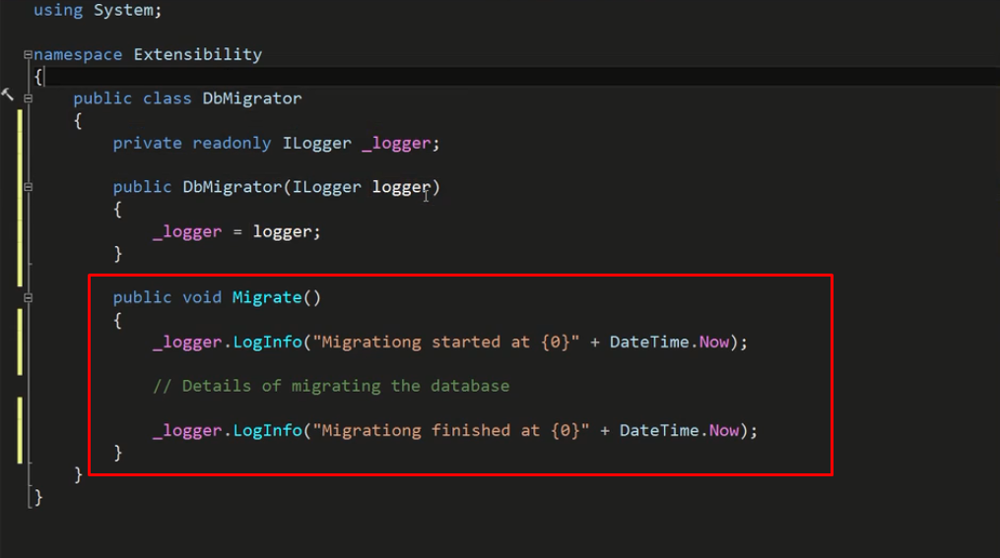 using System;
namespace Extensibility
{
public class DbMigrator
{
private readonly ILogger _logger;
public DbMigrator(ILogger logger)
{
_logger = logger;
}
public void Migrate()
{
_logger.LogInfo("Migrationg started at {0}" + DateTime.Now);
// Details of migrating the database
_logger.LogInfo("Migrationg finished at {0}" + DateTime.Now);
}
}
}